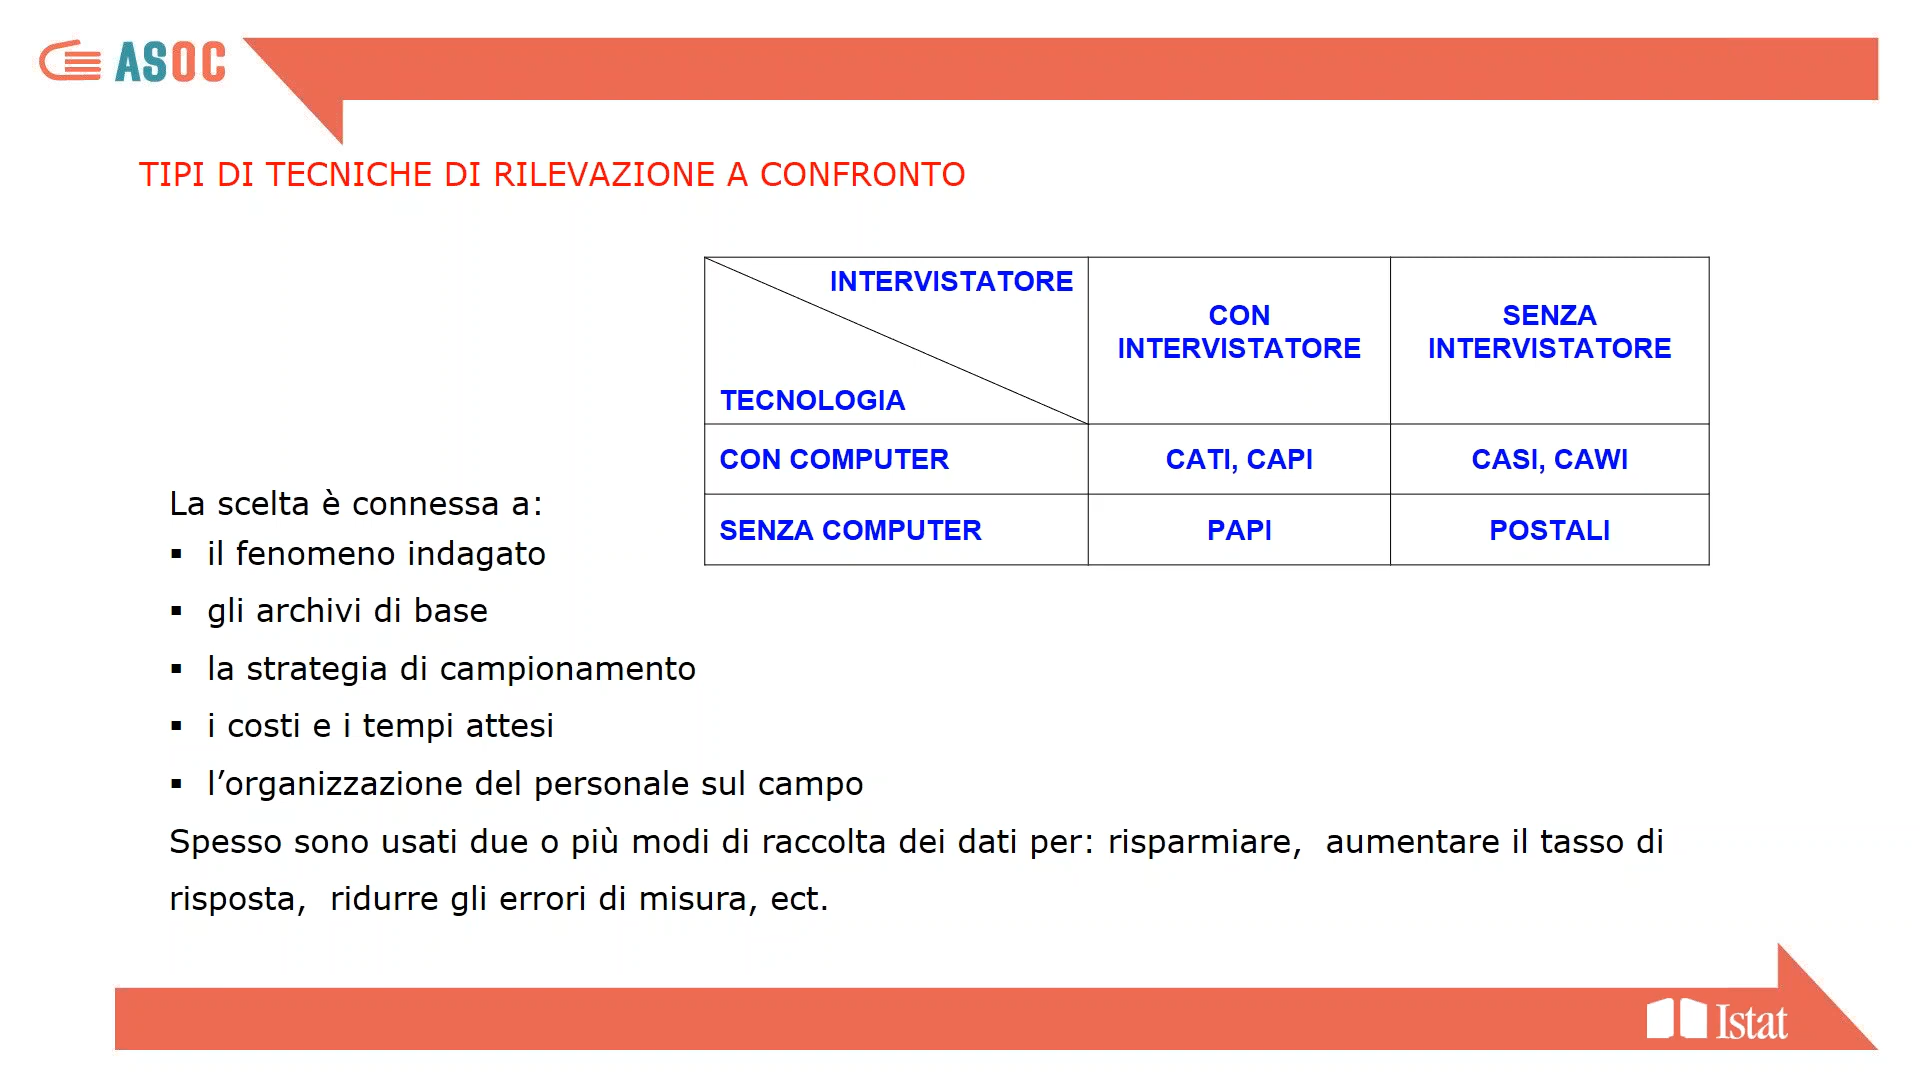 ASOC
TIPI DI TECNICHE DI RILEVAZIONE A CONFRONTO
INTERVISTATORE
TECNOLOGIA
CON
INTERVISTATORE
SENZA
INTERVISTATORE
CON COMPUTER
CATI, CAPI
CASI, CAWI
SENZA COMPUTER
PAPI
POSTALI
La scelta è connessa a:
▪ il fenomeno indagato
▪ gli archivi di base
▪ la strategia di campionamento
▪ i costi e i tempi attesi
▪ l’organizzazione del personale sul campo
Spesso sono usati due o più modi di raccolta dei dati per: risparmiare, aumentare il tasso di
risposta, ridurre gli errori di misura, ect.
Istat